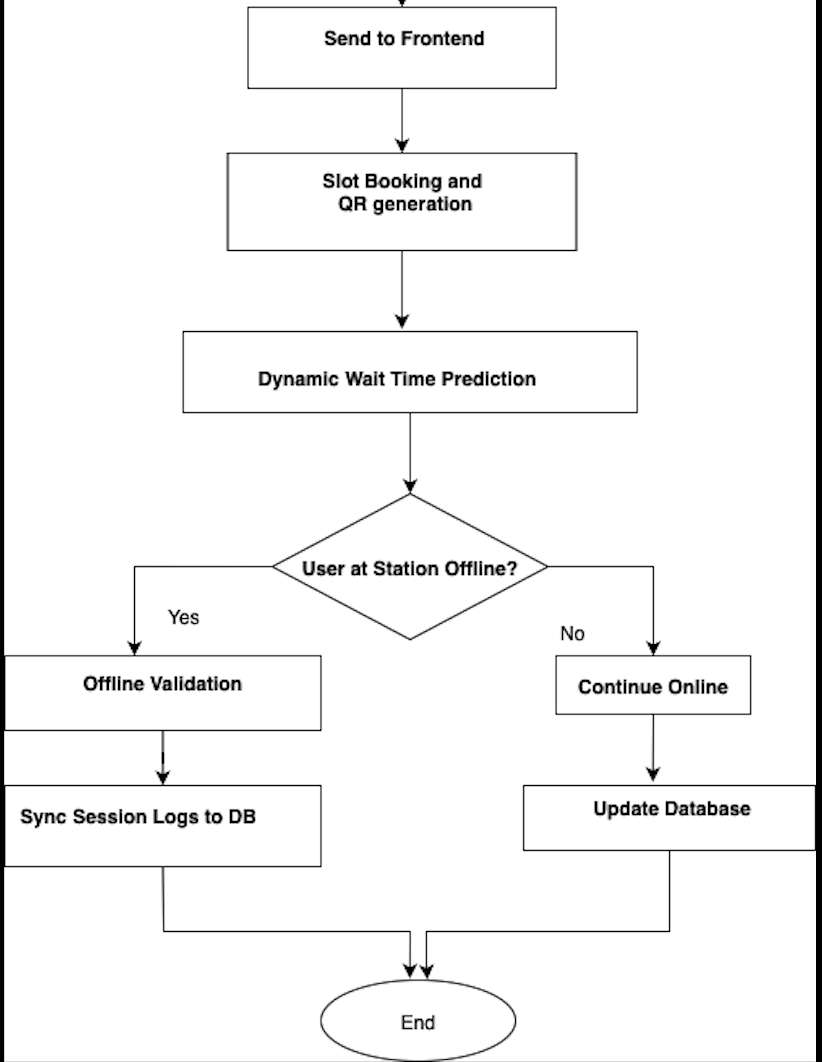 Send to Frontend
Slot Booking and
QR generation
Dynamic Wait Time Prediction
User at Station Offline?
Yes
No
Offline Validation
Continue Online
Sync Session Logs to DB
Update Database
End